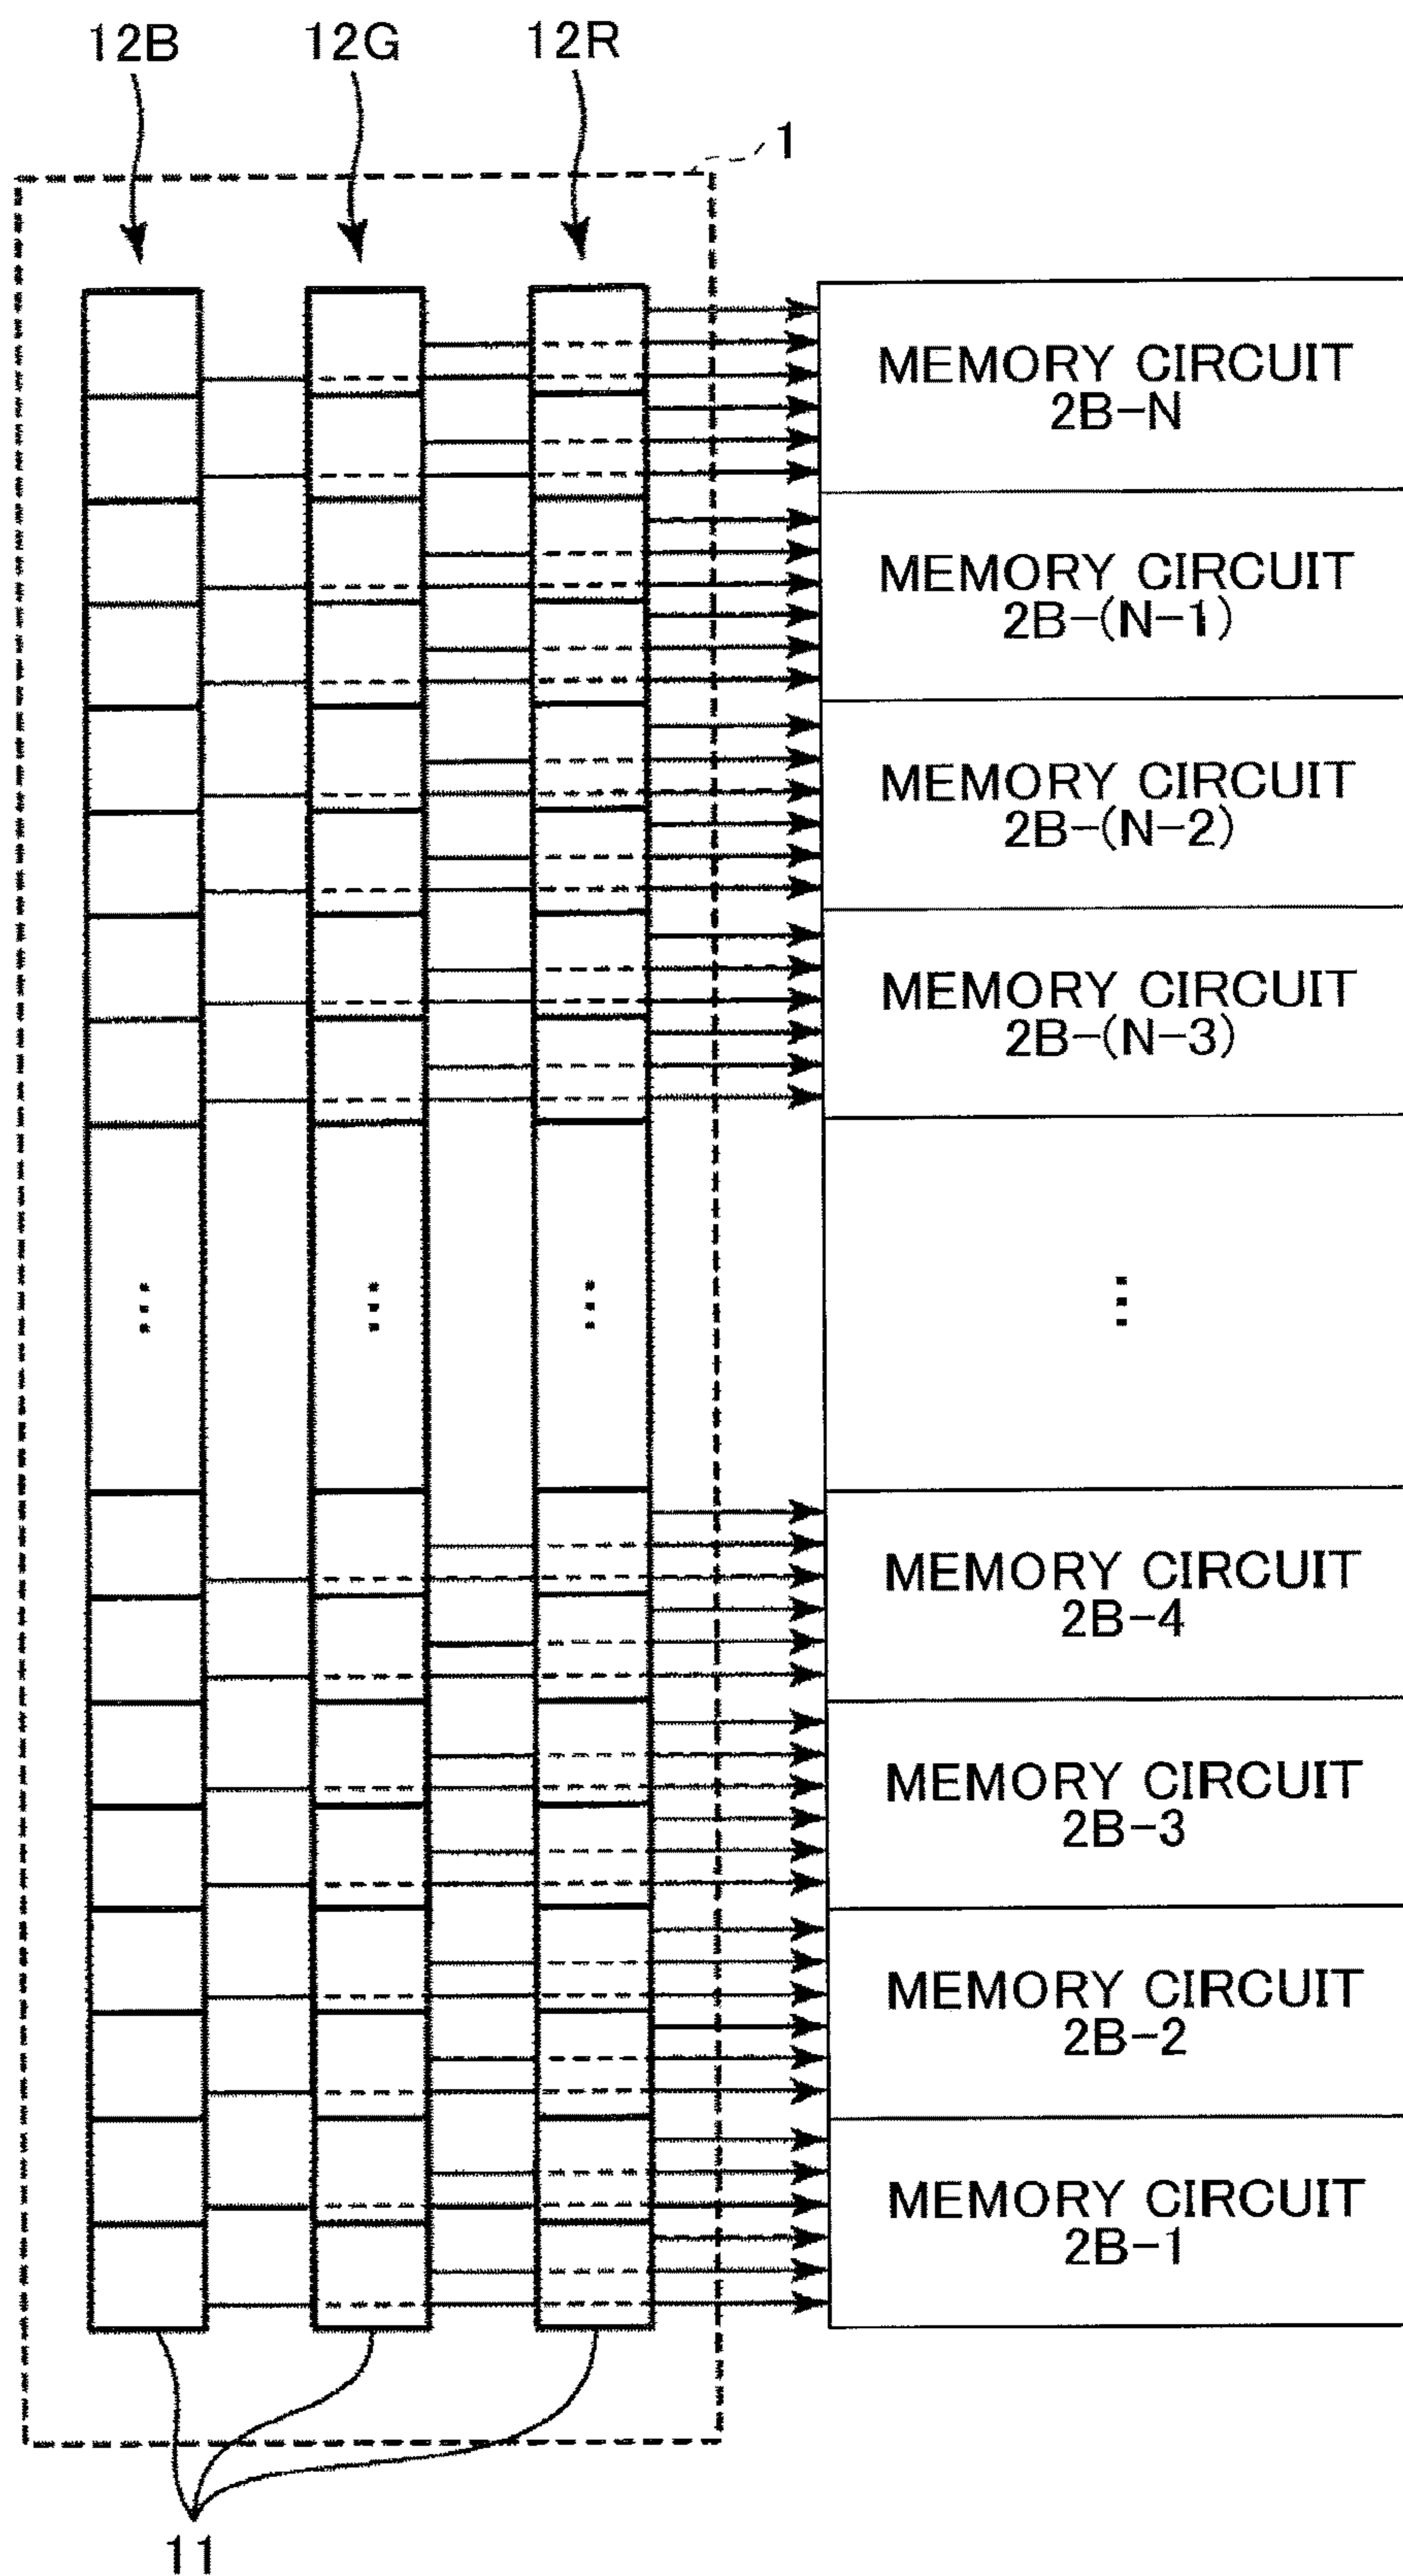 12B 12G 12R
1
MEMORY CIRCUIT
2B-N
MEMORY CIRCUIT
2B-(N-1)
MEMORY CIRCUIT
2B-(N-2)
MEMORY CIRCUIT
2B-(N-3)
... ... ... ...
MEMORY CIRCUIT
2B-4
MEMORY CIRCUIT
2B-3
MEMORY CIRCUIT
2B-2
MEMORY CIRCUIT
2B-1
11